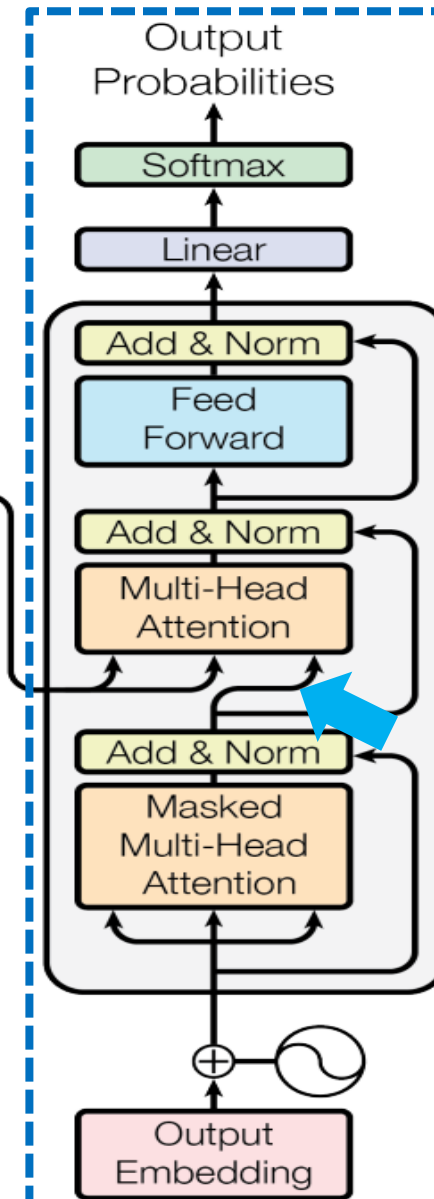 Output
Probabilities
Softmax
Linear
Add & Norm
Feed
Forward
Add & Norm
Multi-Head
Attention
Add & Norm
Masked
Multi-Head
Attention
Output
Embedding